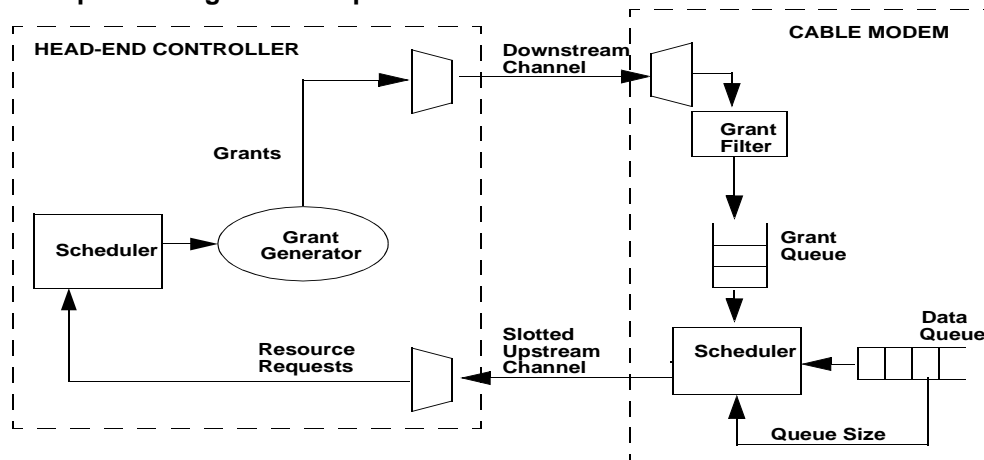 HEAD-END CONTROLLER
CABLE MODEM
Downstream
Channel
Grant
Filter
Grants
Grant
Generator
Scheduler
Grant
Queue
Data
Queue
Slotted
Upstream
Channel
Scheduler
Resource
Requests
Queue Size